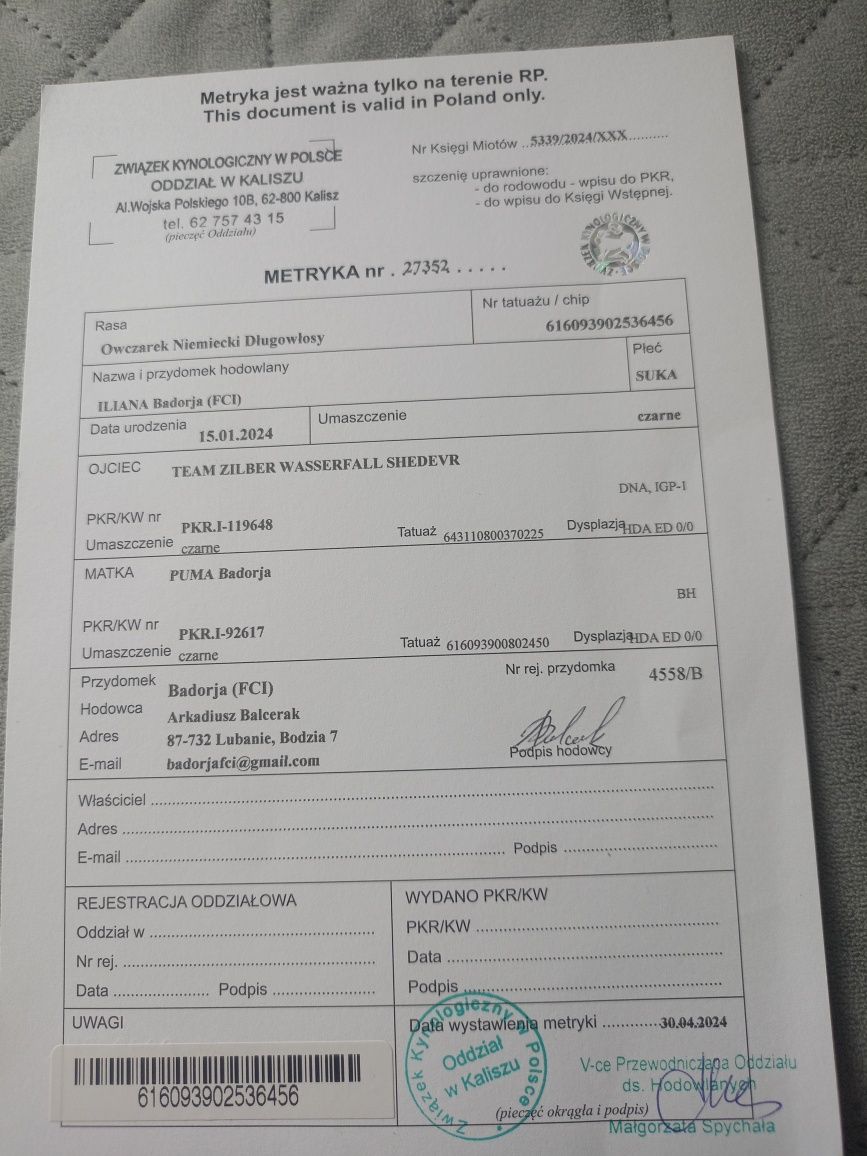 Metryka jest ważna tylko na terenie RP.
This document is valid in Poland only.
ZWIĄZEK KYNOLOGICZNY W POLSCE
ODDZIAŁ W KALISZU
Al.Wojska Polskiego 10B, 62-800 Kalisz
tel. 62 757 43 15
(pieczęć Oddziału)
Nr Księgi Miotów ..5339/2024/XXX..........
szczenię uprawnione:
- do rodowodu - wpisu do PKR,
- do wpisu do Księgi Wstępnej.
METRYKA nr . 27352 . . . . .
Rasa
Owczarek Niemiecki Długowłosy
Nr tatuażu / chip
616093902536456
Nazwa i przydomek hodowlany
ILIANA Badorja (FCI)
Płeć
SUKA
Data urodzenia
15.01.2024
Umaszczenie
czarne
OJCIEC TEAM ZILBER WASSERFALL SHEDEVR
DNA, IGP-1
PKR/KW nr PKR.I-119648
Umaszczenie czarne
Tatuaż 643110800370225 Dysplazja HDA ED 0/0
MATKA PUMA Badorja
BH
PKR/KW nr PKR.I-92617
Umaszczenie czarne
Tatuaż 616093900802450 Dysplazja HDA ED 0/0
Przydomek Badorja (FCI)
Nr rej. przydomka 4558/B
Hodowca Arkadiusz Balcerak
Adres 87-732 Lubanie, Bodzia 7
E-mail badorjafci@gmail.com
Podpis hodowcy
Właściciel
Adres
E-mail
Podpis
REJESTRACJA ODDZIAŁOWA
Oddział w
Nr rej.
Data Podpis
WYDANO PKR/KW
PKR/KW
Data
Podpis
UWAGI
616093902536456
Data wystawienia metryki ............30.04.2024
Związek Kynologiczny w Polsce
Oddział
w Kaliszu
V-ce Przewodnicząca Oddziału
ds. Hodowlanych
(pieczęć okrągła i podpis)
Małgorzata Spychała